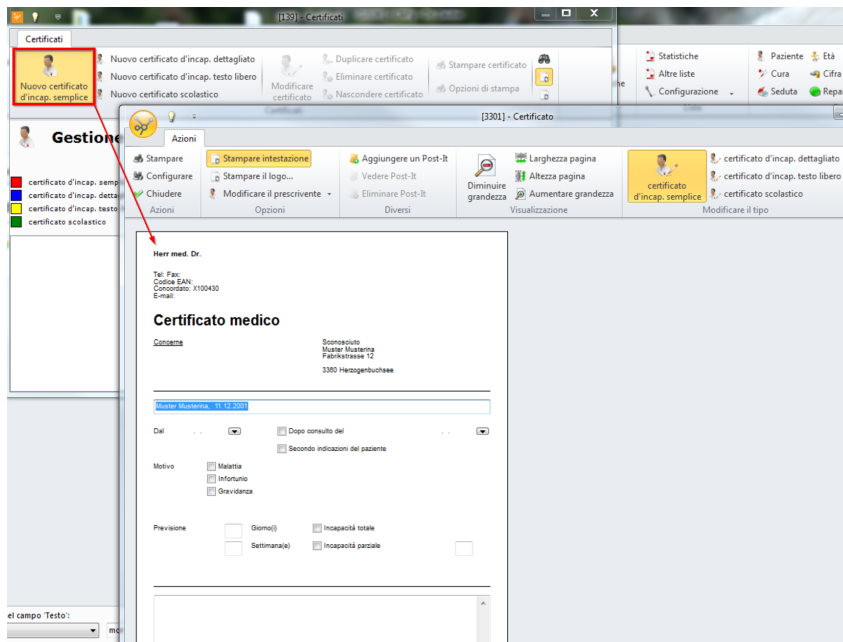 [139] - Certificati
Certificati
Nuovo certificato
d'incap. semplice
Nuovo certificato d'incap. dettagliato
Nuovo certificato d'incap. testo libero
Nuovo certificato scolastico
Modificare
certificato
Duplicare certificato
Eliminare certificato
Nascondere certificato
Stampare certificato
Opzioni di stampa
Certificati
Statistiche
Altre liste
Configurazione
Liste
Paziente
Cura
Seduta
Età
Cifra
Repa
Gestione
certificato d'incap. semp
certificato d'incap. detta
certificato d'incap. testo
certificato scolastico
[3301] - Certificato
Azioni
Stampare
Configurare
Chiudere
Azioni
Stampare intestazione
Stampare il logo...
Modificare il prescrivente
Opzioni
Aggiungere un Post-It
Vedere Post-It
Eliminare Post-It
Diversi
Diminuire
grandezza
Larghezza pagina
Altezza pagina
Aumentare grandezza
Visualizzazione
certificato
d'incap. semplice
certificato d'incap. dettagliato
certificato d'incap. testo libero
certificato scolastico
Modificare il tipo
Herr med. Dr.
Tel: Fax:
Codice EAN:
Concordato: X100430
E-mail:
Certificato medico
Concerne
Sconosciuto
Muster Musterina
Fabrikstrasse 12
3360 Herzogenbuchsee
Muster Musterina, 11.12.2001
Dal . . Dopo consulto del . .
Secondo indicazioni del paziente
Motivo Malattia
Infortunio
Gravidanza
Previsione Giorno(i) Incapacità totale
Settimana(e) Incapacità parziale
el campo 'Testo':